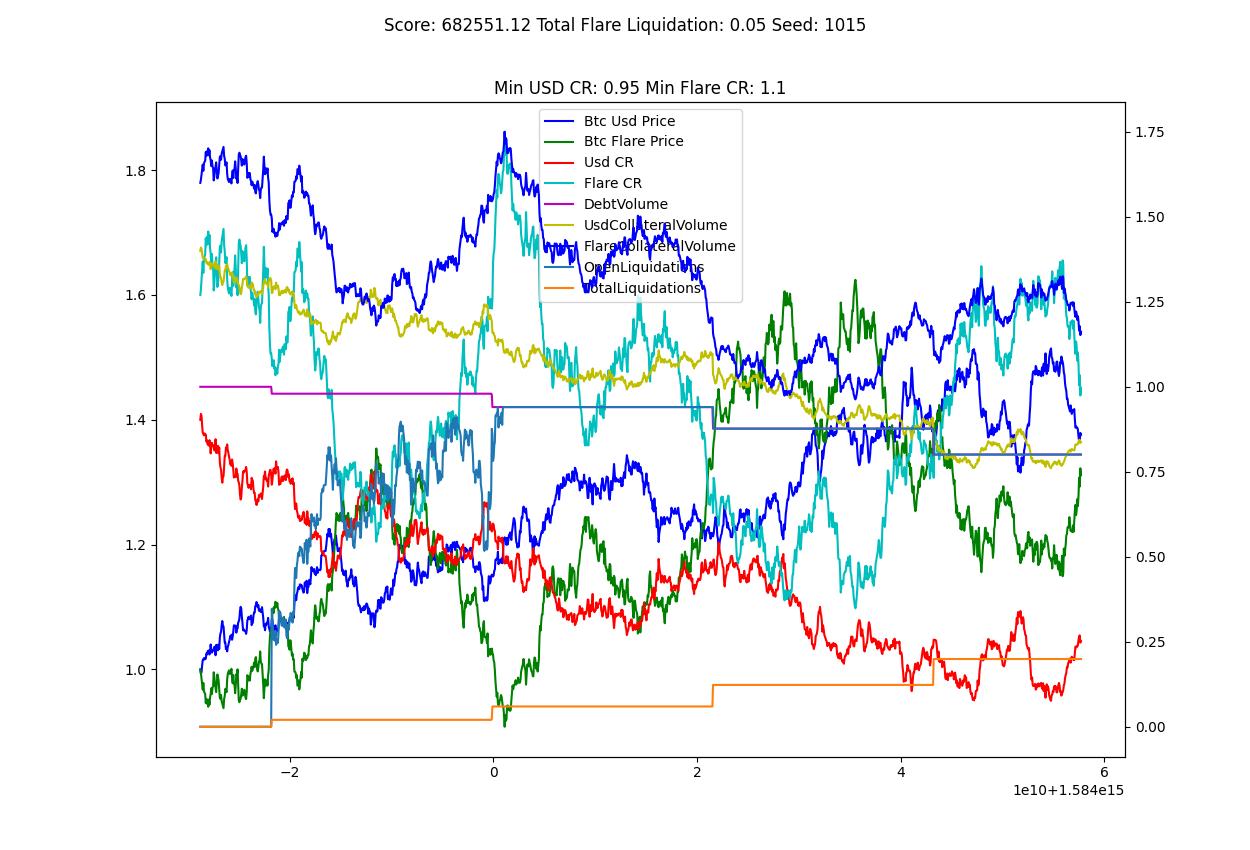 Score: 682551.12 Total Flare Liquidation: 0.05 Seed: 1015
Min USD CR: 0.95 Min Flare CR: 1.1
Btc Usd Price
Btc Flare Price
Usd CR
Flare CR
DebtVolume
UsdCollateralVolume
FlareCollateralVolume
OpenLiquidations
TotalLiquidations
1.8
1.6
1.4
1.2
1.0
1.75
1.50
1.25
1.00
0.75
0.50
0.25
0.00
−2 0 2 4 6
1e10+1.584e15